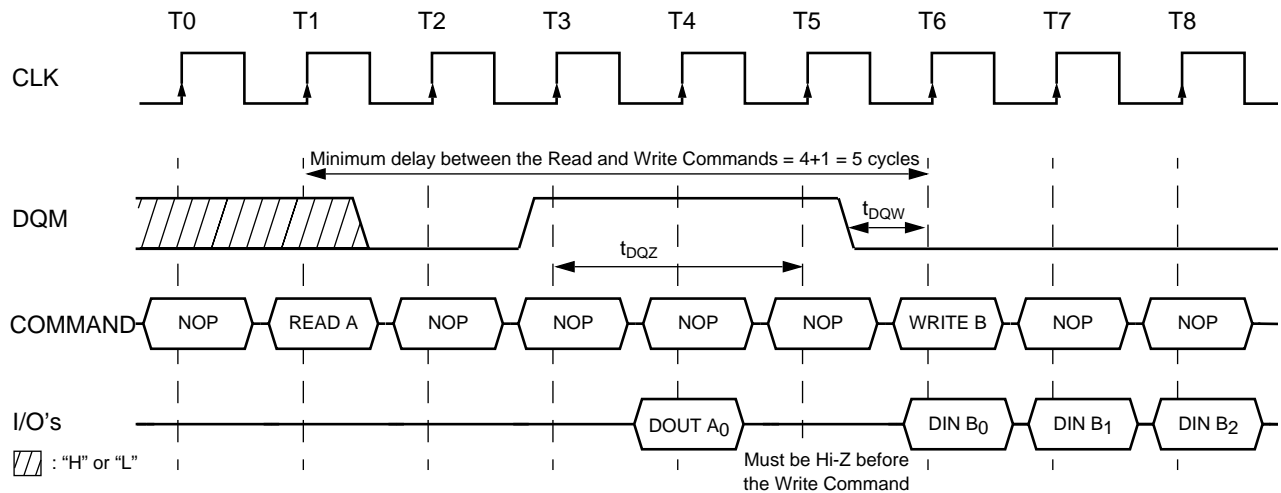 T0 T1 T2 T3 T4 T5 T6 T7 T8
CLK
Minimum delay between the Read and Write Commands = 4+1 = 5 cycles
DQM
tDQW
tDQZ
COMMAND NOP READ A NOP NOP NOP NOP WRITE B NOP NOP
I/O's DOUT A0 DIN B0 DIN B1 DIN B2
: “H” or “L”
Must be Hi-Z before
the Write Command